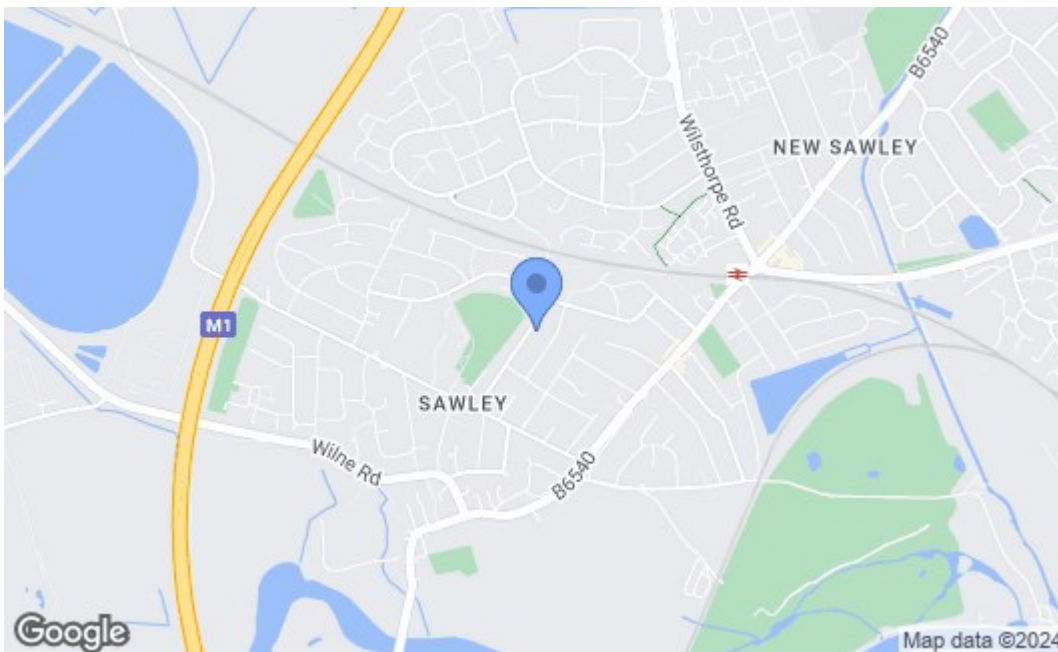 B6540
Wilsthorpe Rd
NEW SAWLEY
M1
SAWLEY
Wilne Rd
B6540
Google
Map data ©2024